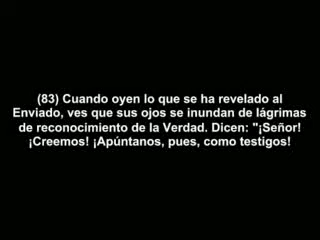 (83) Cuando oyen lo que se ha revelado al
Enviado, ves que sus ojos se inundan de lágrimas
de reconocimiento de la Verdad. Dicen: "¡Señor!
¡Creemos! ¡Apúntanos, pues, como testigos!